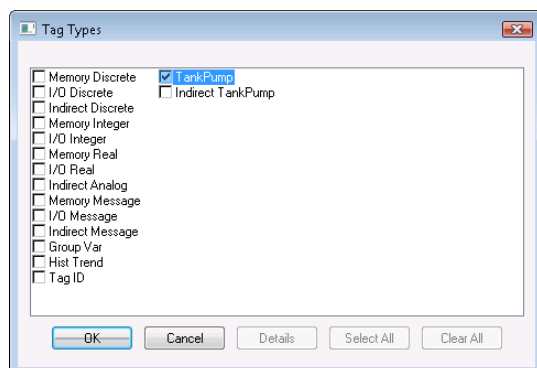 Tag Types
Memory Discrete
I/O Discrete
Indirect Discrete
Memory Integer
I/O Integer
Memory Real
I/O Real
Indirect Analog
Memory Message
I/O Message
Indirect Message
Group Var
Hist Trend
Tag ID
TankPump
Indirect TankPump
OK
Cancel
Details
Select All
Clear All